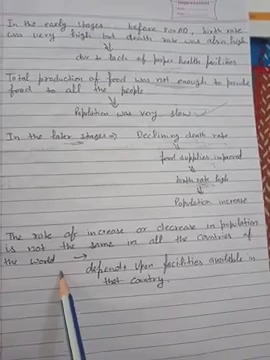 In the early stages before 20.00, birth rate
was very high but death rate was also high
due to lacks of paper health facilities
Total production of food was not enough to provide
food to all the people
Population was very slow
In the later stages ⇒ Declining death rate
food supplies improved
birth rate high
Population increase
The rate of increase or decrease in population
is not the same in all the countries of
the world → depends upon facilities available in
that country.